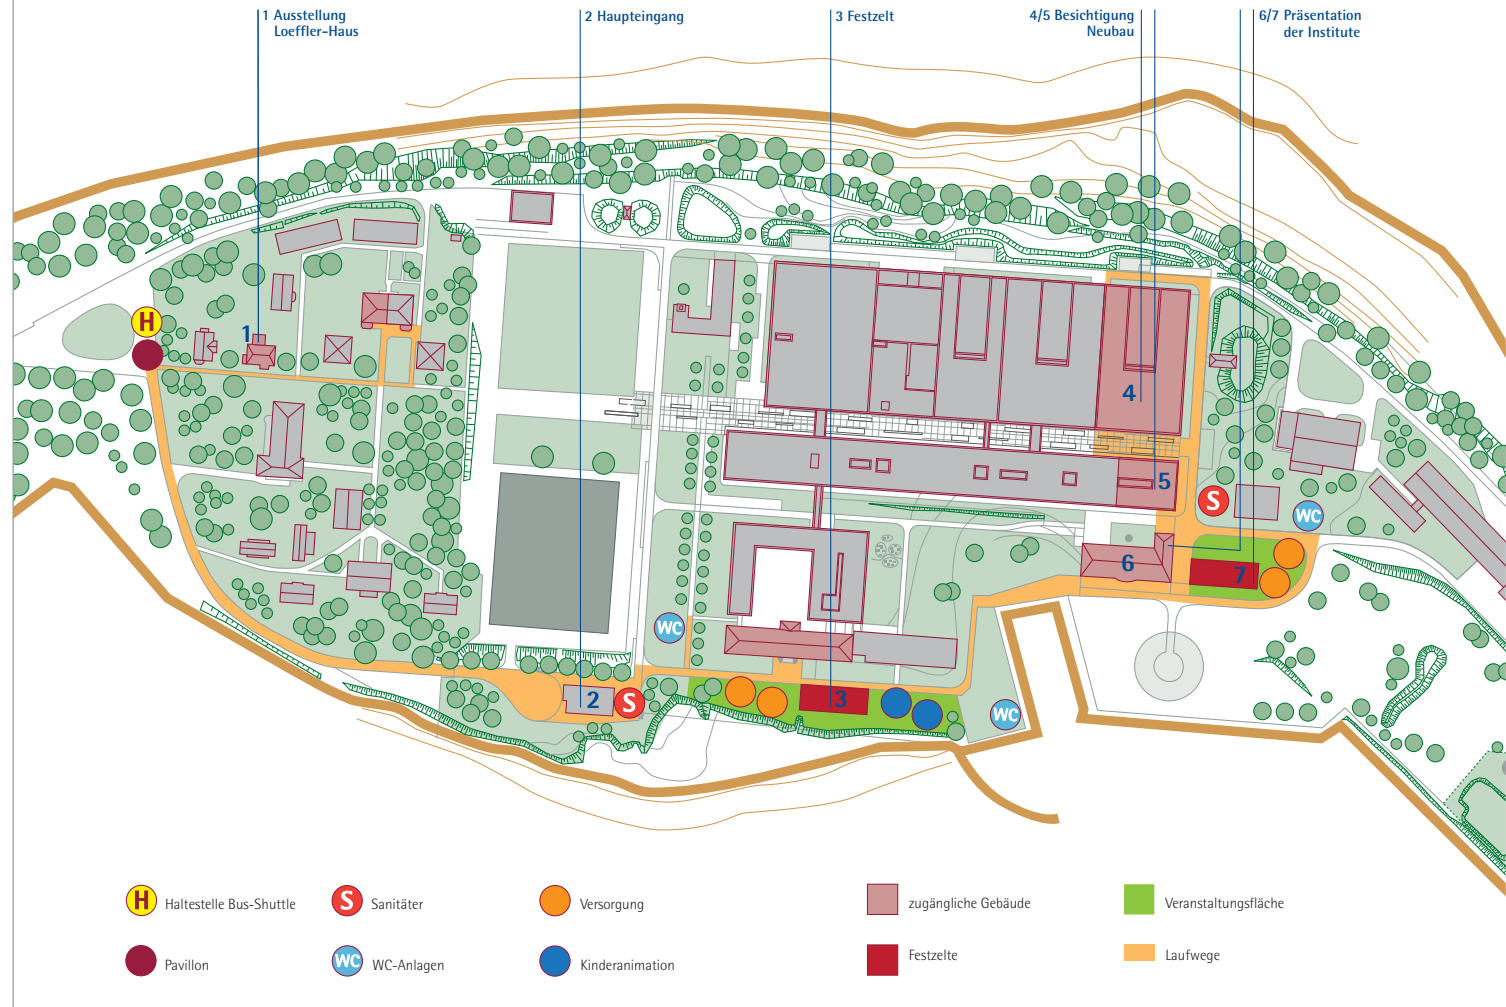 1 Ausstellung
Loeffler-Haus
2 Haupteingang
3 Festzelt
4/5 Besichtigung
Neubau
6/7 Präsentation
der Institute
H
1
4
5
S
WC
6
7
WC
2
S
3
WC
H Haltestelle Bus-Shuttle
S Sanitäter
Versorgung
zugängliche Gebäude
Veranstaltungsfläche
Pavillon
WC WC-Anlagen
Kinderanimation
Festzelte
Laufwege